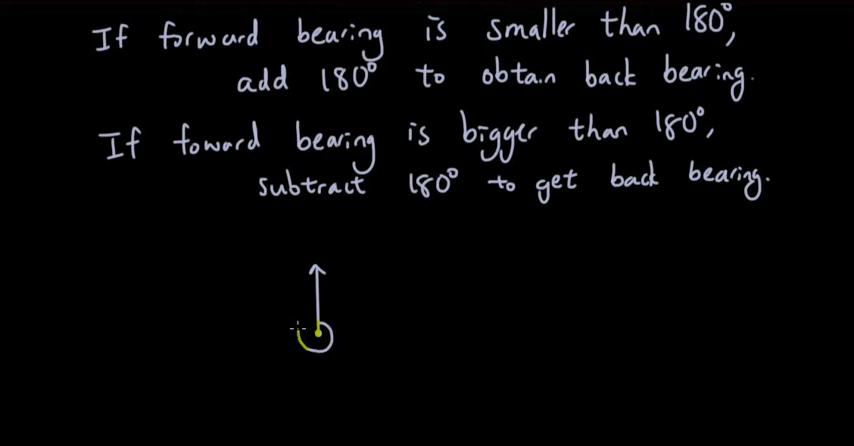 If forward bearing is smaller than 180°,
add 180° to obtain back bearing.
If foward bearing is bigger than 180°,
subtract 180° to get back bearing.